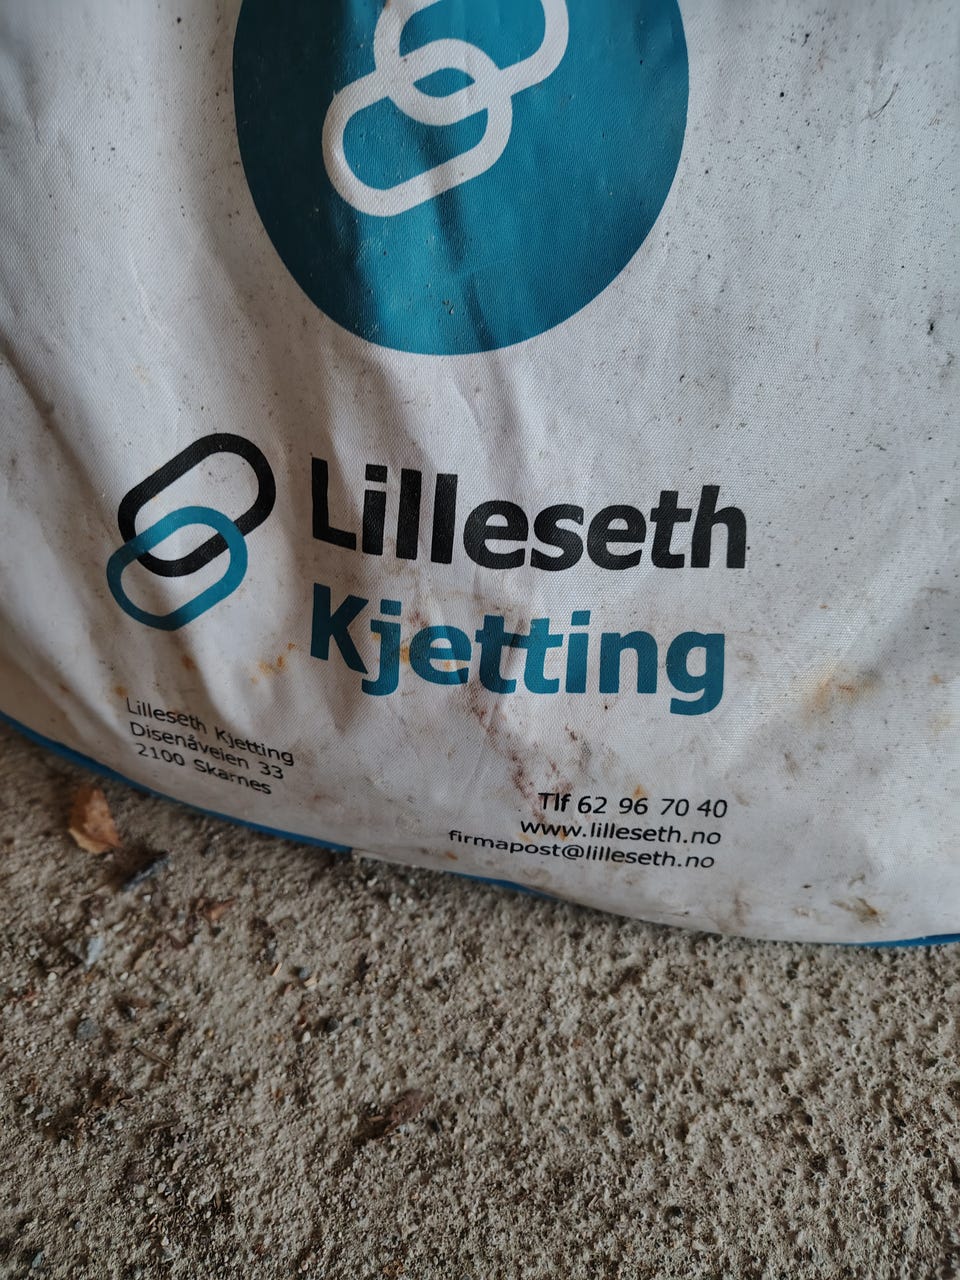 Lilleseth
Kjetting
Lilleseth Kjetting
Disenåveien 33
2100 Skarnes
Tlf 62 96 70 40
www.lilleseth.no
firmapost@lilleseth.no